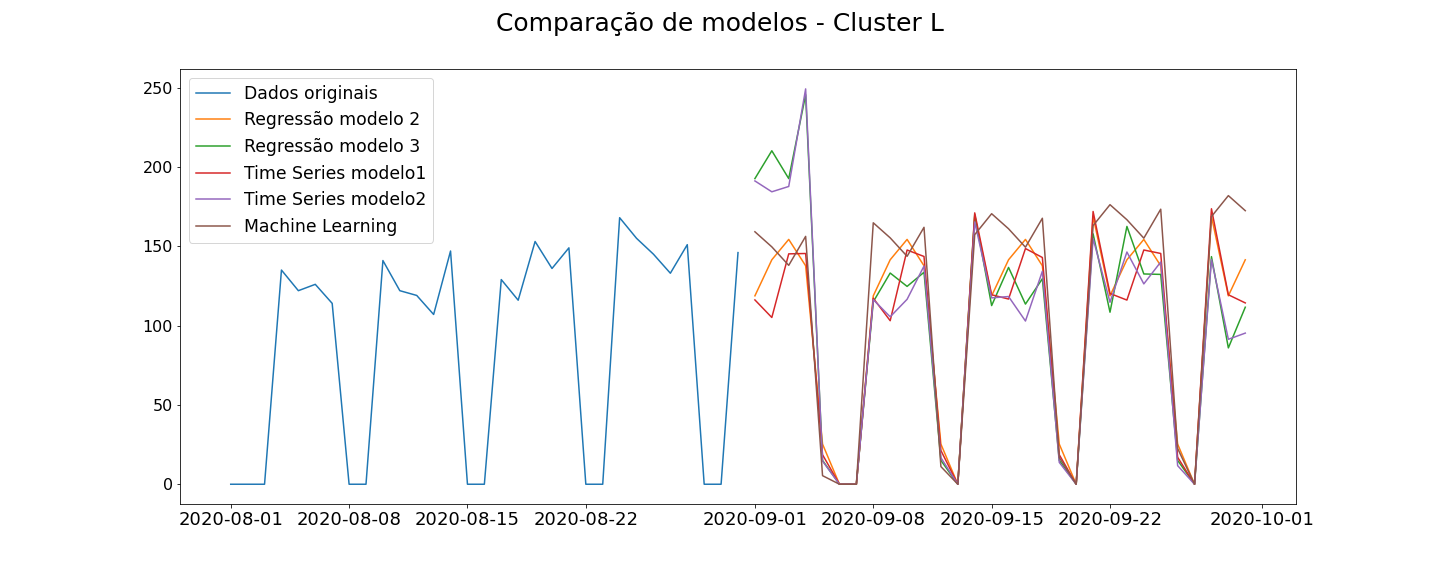 Comparação de modelos - Cluster L
250
200
150
100
50
0
Dados originais
Regressão modelo 2
Regressão modelo 3
Time Series modelo1
Time Series modelo2
Machine Learning
2020-08-01 2020-08-08 2020-08-15 2020-08-22 2020-09-01 2020-09-08 2020-09-15 2020-09-22 2020-10-01